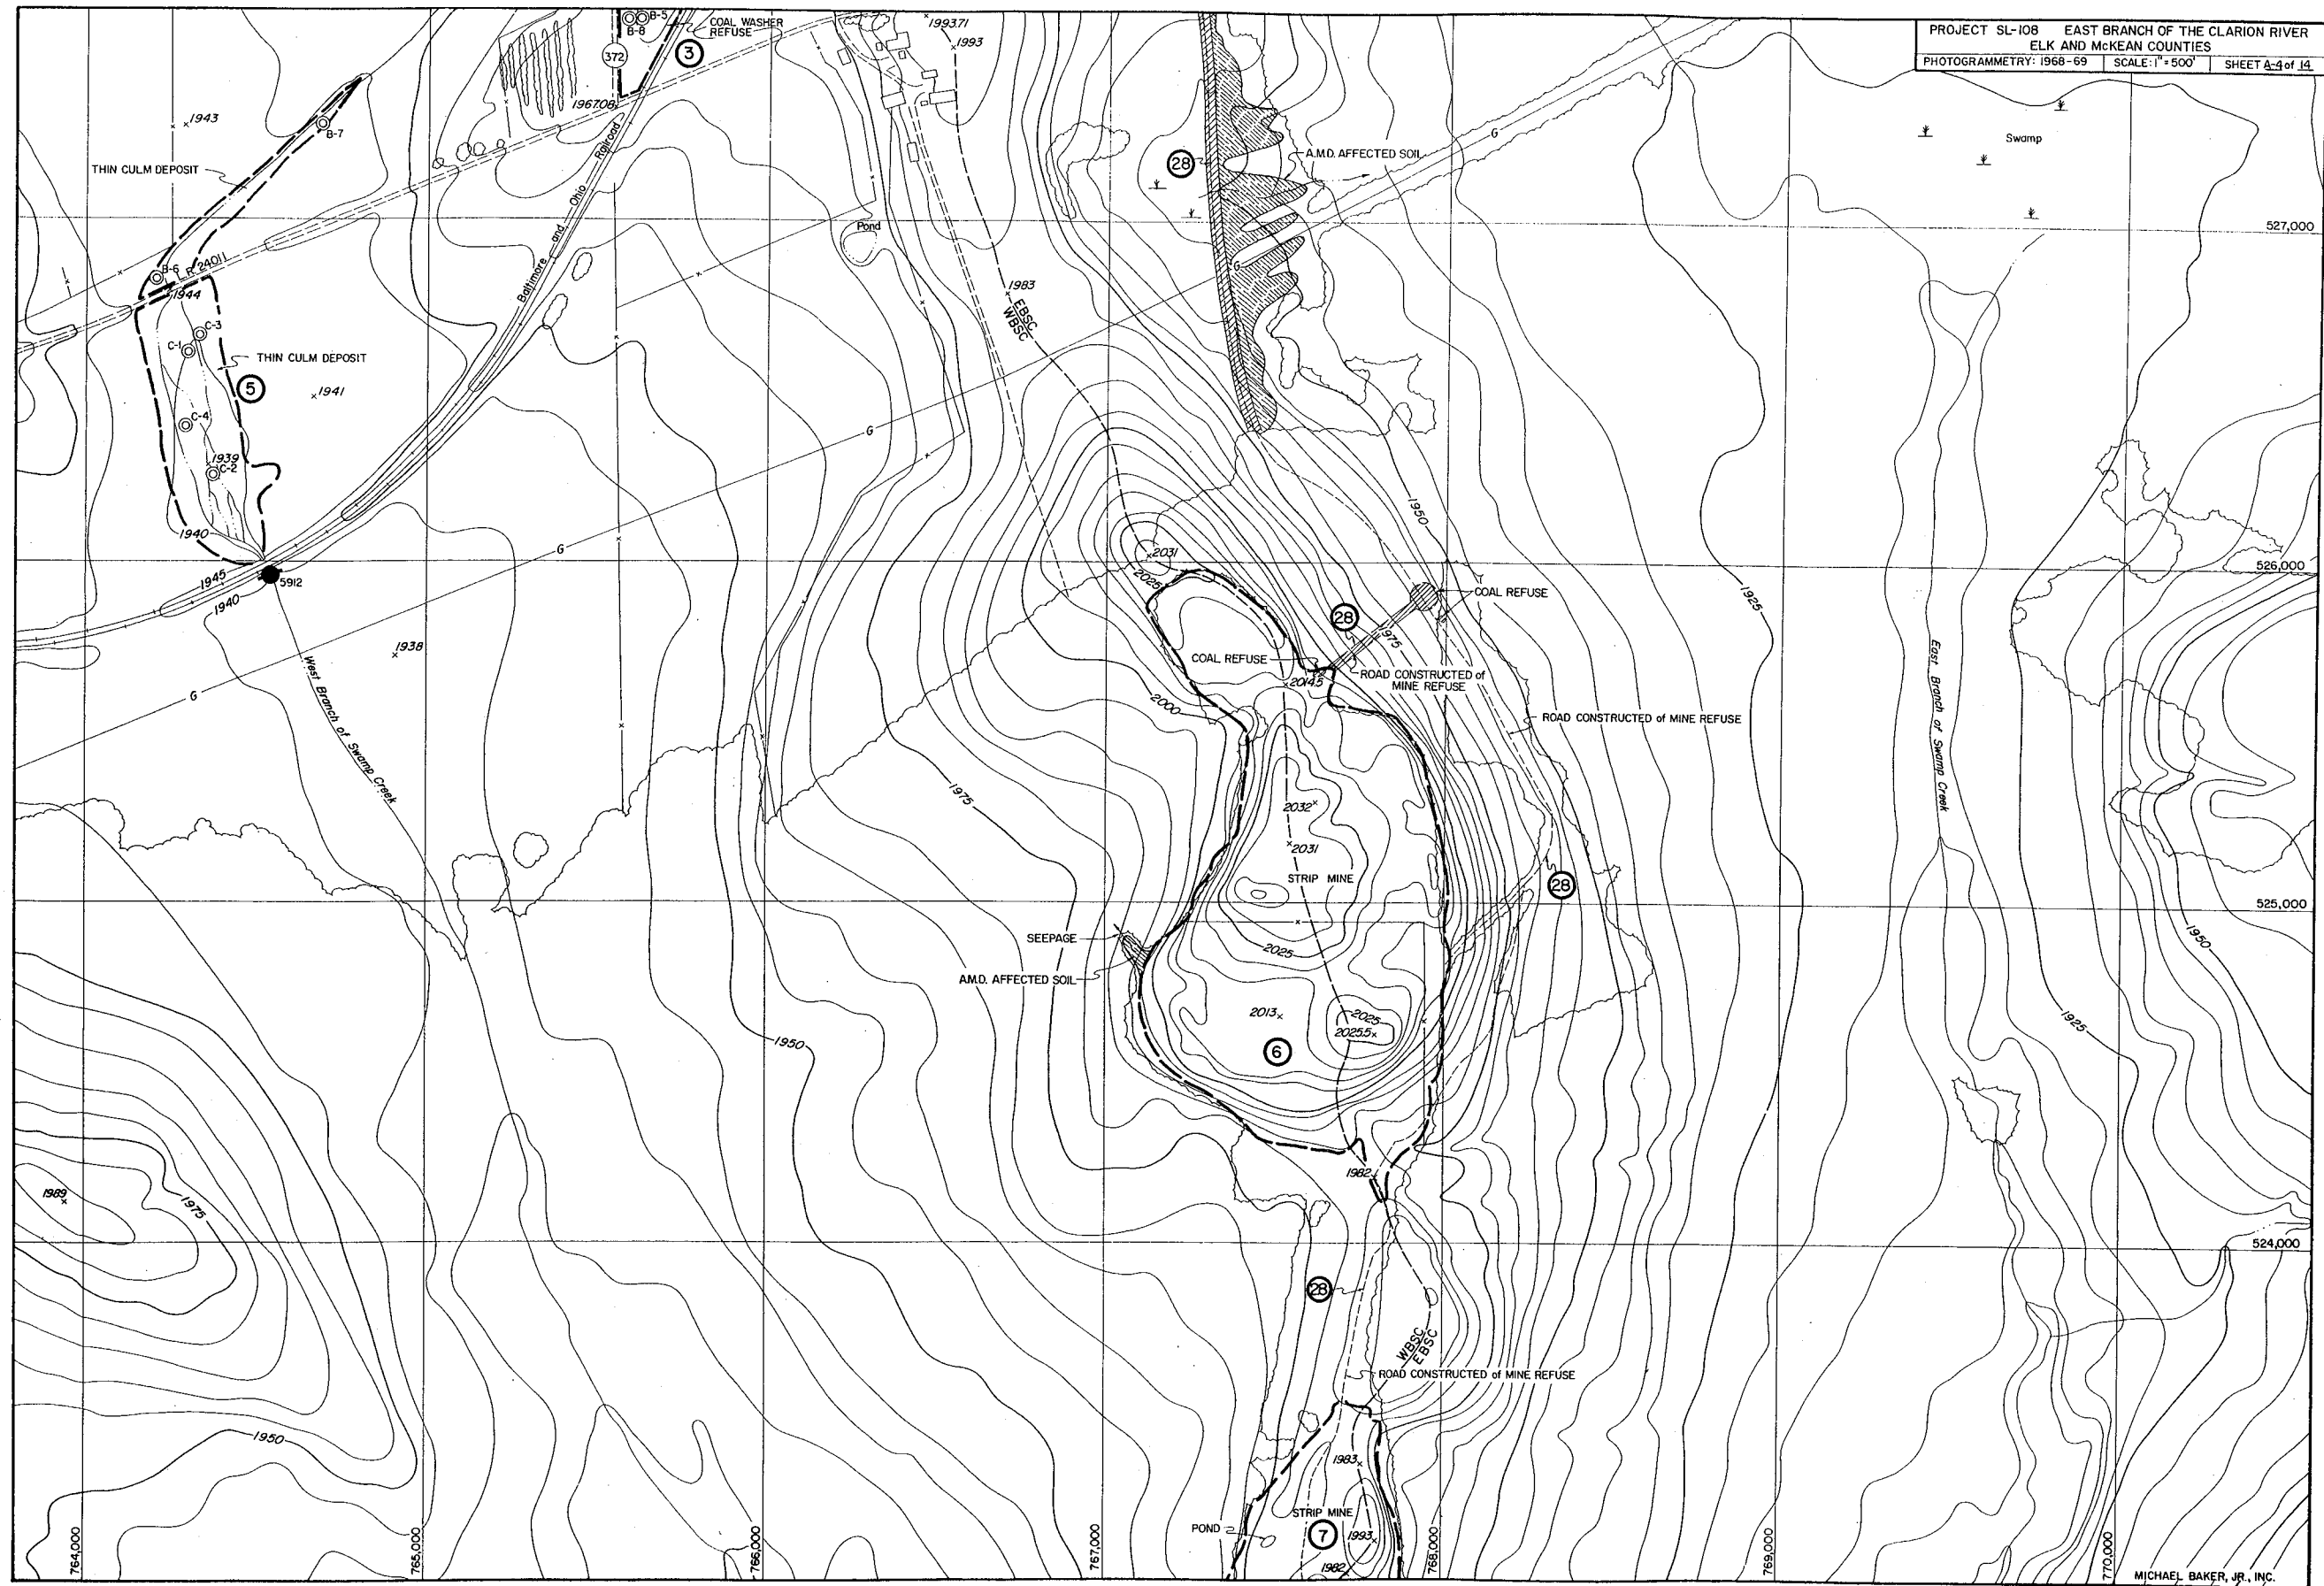 PROJECT SL-108 EAST BRANCH OF THE CLARION RIVER
ELK AND McKEAN COUNTIES
PHOTOGRAMMETRY: 1968-69 SCALE: 1" = 500' SHEET A-4 of 14
B-5
B-8
COAL WASHER
REFUSE
372
3
1967.08
1993.71
1993
1943
B-7
THIN CULM DEPOSIT
B-6
L.R. 24011
1944
C-3
C-1
THIN CULM DEPOSIT
5
1941
C-4
1939
C-2
1940
1945
1940
5912
1938
Baltimore and Ohio Railroad
Pond
1983
EBSC
WBSC
28
A.M.D. AFFECTED SOIL
G
G
Swamp
527,000
G
G
G
West Branch of Swamp Creek
1950
2031
2025
526,000
1925
COAL REFUSE
28
1975
COAL REFUSE
2014.5
ROAD CONSTRUCTED of
MINE REFUSE
2000
ROAD CONSTRUCTED of MINE REFUSE
East Branch of Swamp Creek
1975
2032
2031
STRIP MINE
28
525,000
SEEPAGE
2025
1950
A.M.D. AFFECTED SOIL
2013
2025
2025.5
6
1950
1925
1989
1975
1982
524,000
28
WBSC
EBSC
ROAD CONSTRUCTED of MINE REFUSE
1950
1983
STRIP MINE
POND
7
1993
1982
764,000
765,000
766,000
767,000
768,000
769,000
770,000
MICHAEL BAKER, JR., INC.